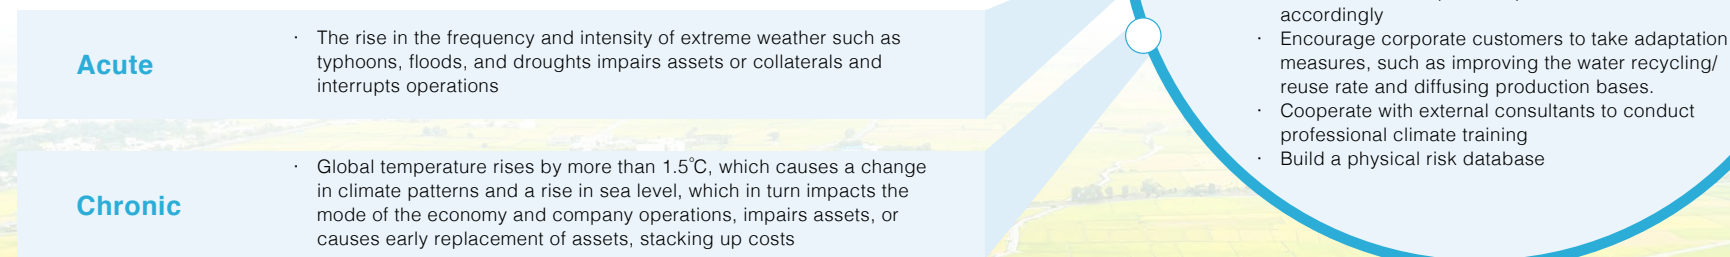 Acute
· The rise in the frequency and intensity of extreme weather such as
typhoons, floods, and droughts impairs assets or collaterals and
interrupts operations
Chronic
· Global temperature rises by more than 1.5℃, which causes a change
in climate patterns and a rise in sea level, which in turn impacts the
mode of the economy and company operations, impairs assets, or
causes early replacement of assets, stacking up costs
accordingly
· Encourage corporate customers to take adaptation
measures, such as improving the water recycling/
reuse rate and diffusing production bases.
· Cooperate with external consultants to conduct
professional climate training
· Build a physical risk database